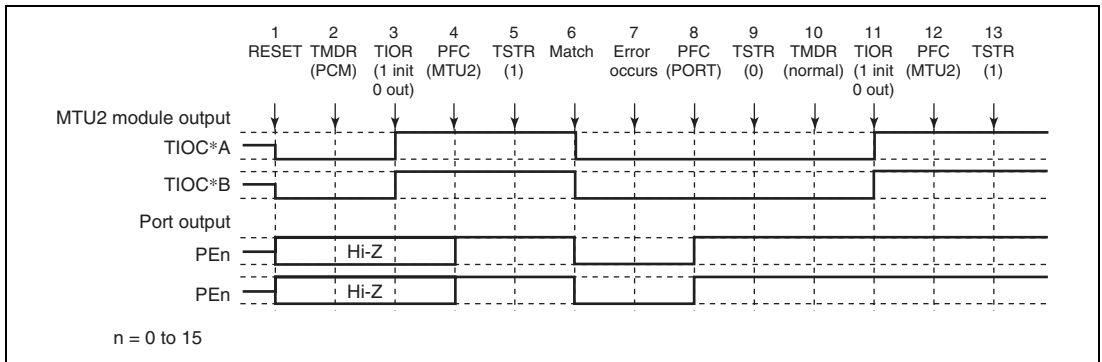 1 2 3 4 5 6 7 8 9 10 11 12 13
RESET TMDR TIOR PFC TSTR Match Error PFC TSTR TMDR TIOR PFC TSTR
(PCM) (1 init (MTU2) (1) occurs (PORT) (0) (normal) (1 init (MTU2) (1)
0 out) 0 out)
MTU2 module output
TIOC*A
TIOC*B
Port output
PEn Hi-Z
PEn Hi-Z
n = 0 to 15